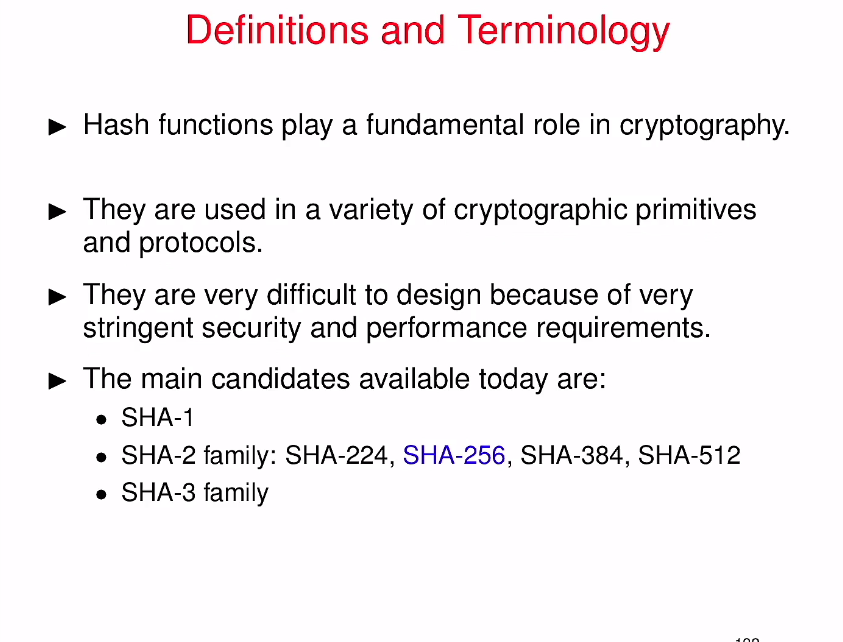 Definitions and Terminology
▶ Hash functions play a fundamental role in cryptography.
▶ They are used in a variety of cryptographic primitives
and protocols.
▶ They are very difficult to design because of very
stringent security and performance requirements.
▶ The main candidates available today are:
• SHA-1
• SHA-2 family: SHA-224, SHA-256, SHA-384, SHA-512
• SHA-3 family